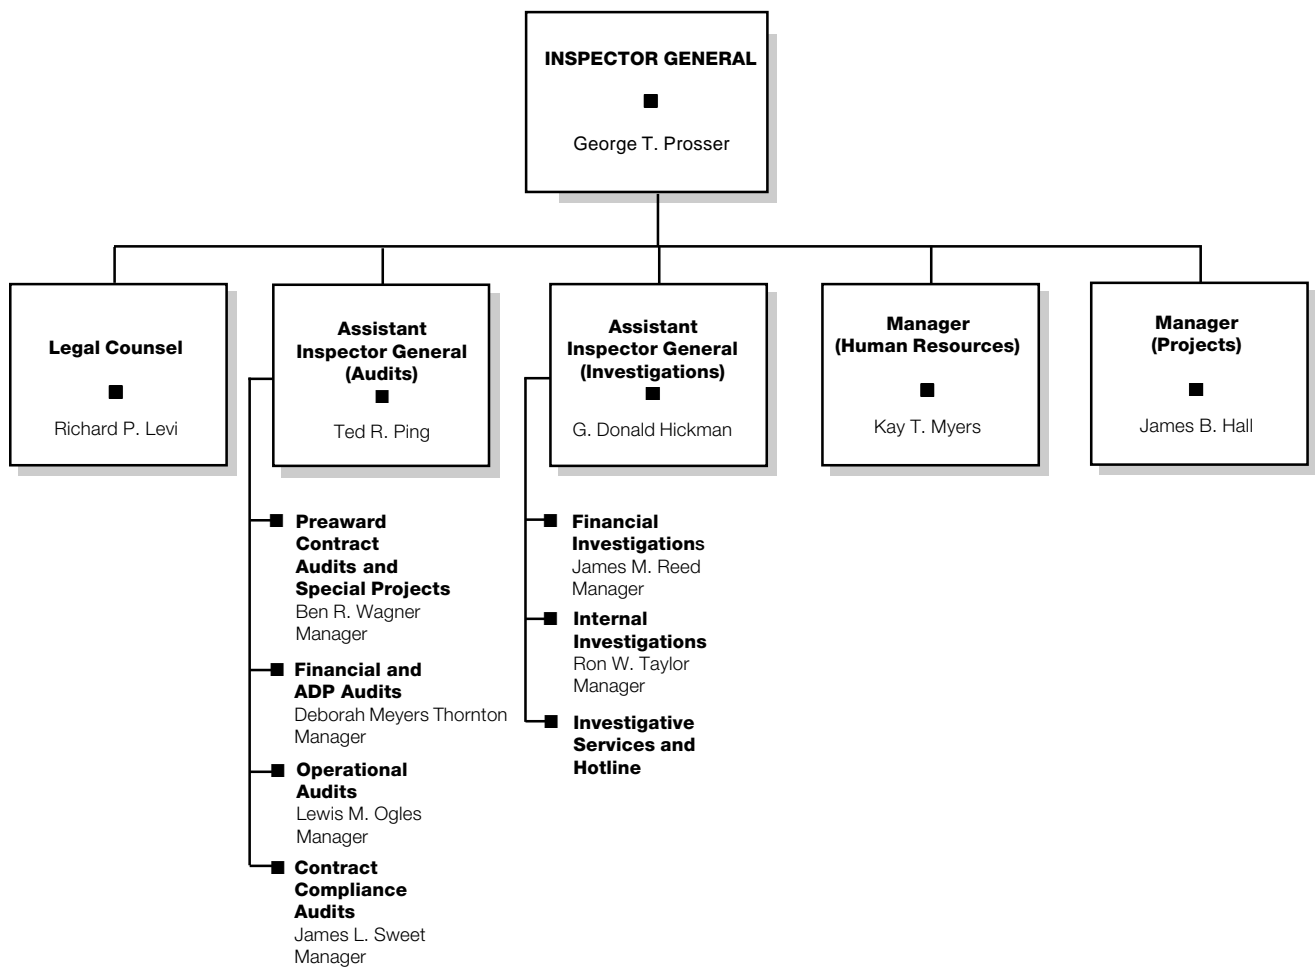 INSPECTOR GENERAL
George T. Prosser
Legal Counsel
Richard P. Levi
Assistant
Inspector General
(Audits)
Ted R. Ping
Assistant
Inspector General
(Investigations)
G. Donald Hickman
Manager
(Human Resources)
Kay T. Myers
Manager
(Projects)
James B. Hall
Preaward
Contract
Audits and
Special Projects
Ben R. Wagner
Manager
Financial and
ADP Audits
Deborah Meyers Thornton
Manager
Operational
Audits
Lewis M. Ogles
Manager
Contract
Compliance
Audits
James L. Sweet
Manager
Financial
Investigations
James M. Reed
Manager
Internal
Investigations
Ron W. Taylor
Manager
Investigative
Services and
Hotline